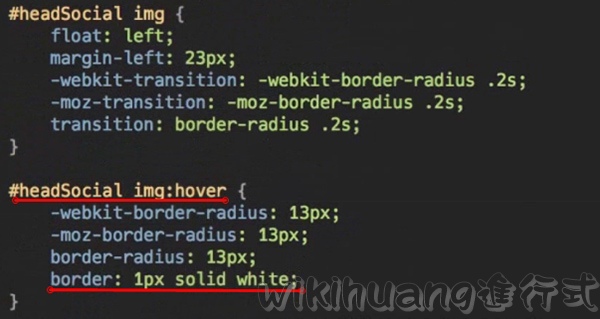 #headSocial img {
    float: left;
    margin-left: 23px;
    -webkit-transition: -webkit-border-radius .2s;
    -moz-transition: -moz-border-radius .2s;
    transition: border-radius .2s;
}
#headSocial img:hover {
    -webkit-border-radius: 13px;
    -moz-border-radius: 13px;
    border-radius: 13px;
    border: 1px solid white;
}
wikihuang進行式